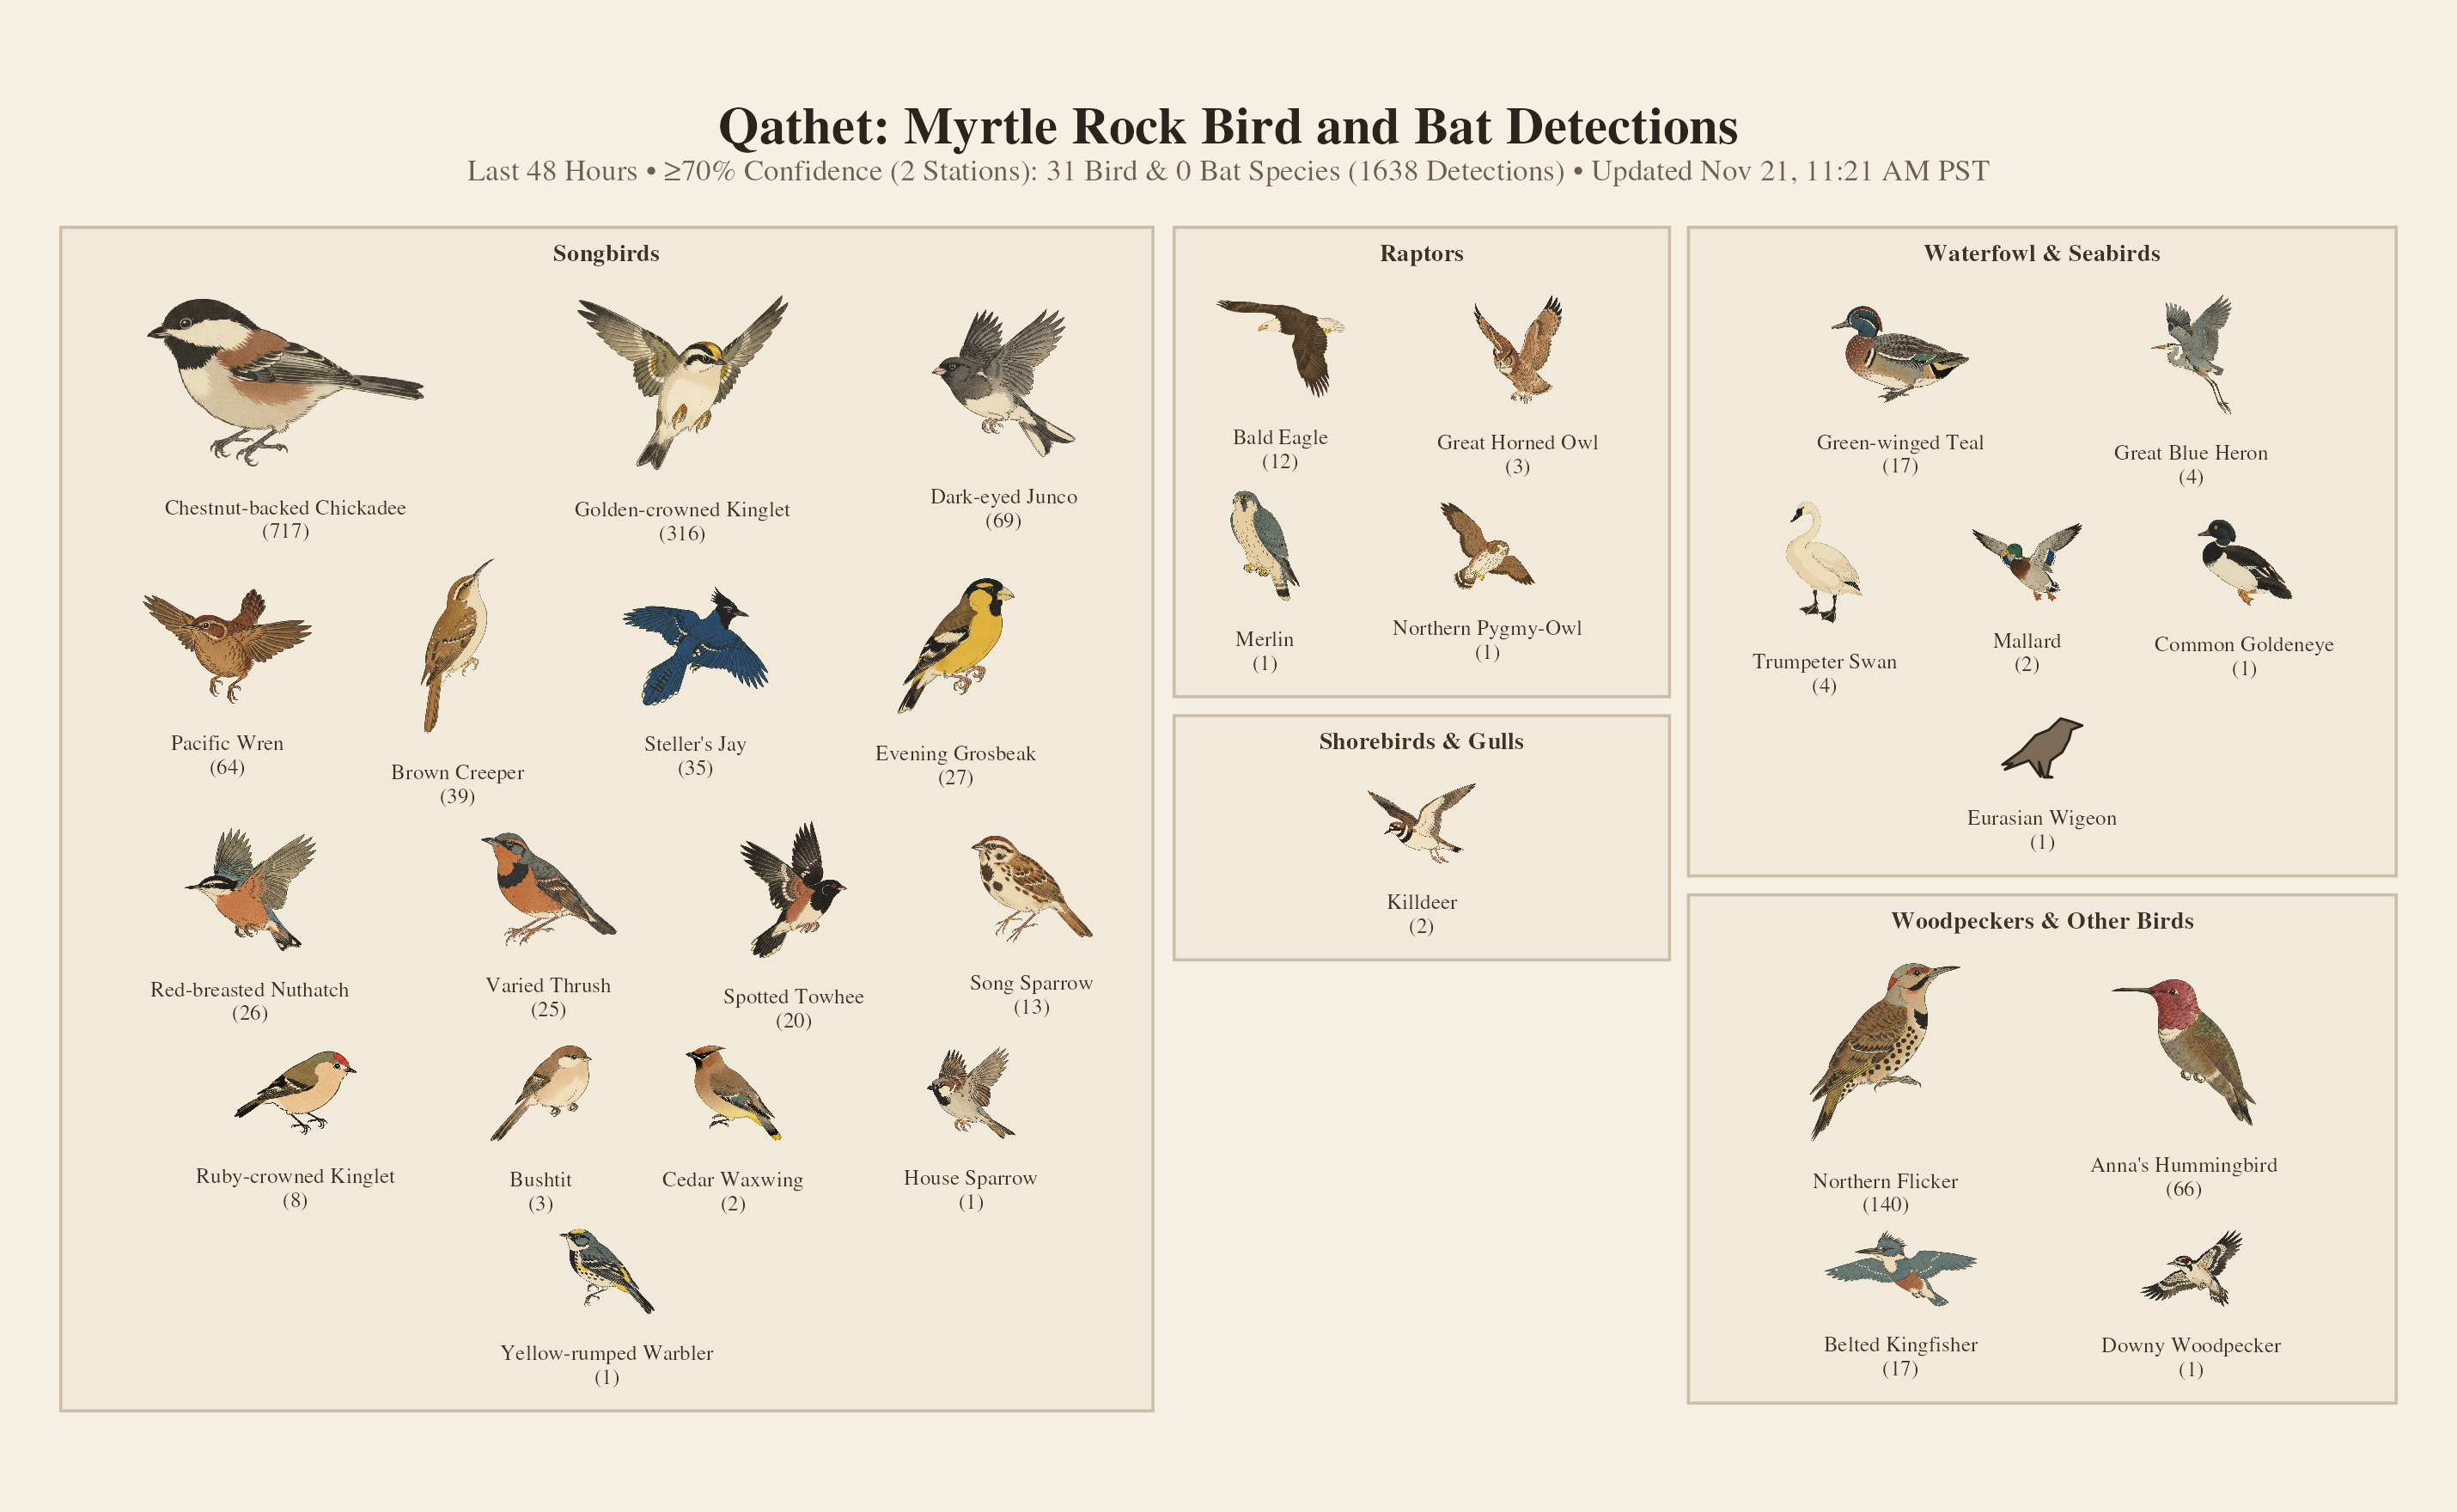 Qathet: Myrtle Rock Bird and Bat Detections
Last 48 Hours • ≥70% Confidence (2 Stations): 31 Bird & 0 Bat Species (1638 Detections) • Updated Nov 21, 11:21 AM PST
Songbirds
Chestnut-backed Chickadee
(717)
Golden-crowned Kinglet
(316)
Dark-eyed Junco
(69)
Pacific Wren
(64)
Brown Creeper
(39)
Steller's Jay
(35)
Evening Grosbeak
(27)
Red-breasted Nuthatch
(26)
Varied Thrush
(25)
Spotted Towhee
(20)
Song Sparrow
(13)
Ruby-crowned Kinglet
(8)
Bushtit
(3)
Cedar Waxwing
(2)
House Sparrow
(1)
Yellow-rumped Warbler
(1)
Raptors
Bald Eagle
(12)
Great Horned Owl
(3)
Merlin
(1)
Northern Pygmy-Owl
(1)
Shorebirds & Gulls
Killdeer
(2)
Waterfowl & Seabirds
Green-winged Teal
(17)
Great Blue Heron
(4)
Trumpeter Swan
(4)
Mallard
(2)
Common Goldeneye
(1)
Eurasian Wigeon
(1)
Woodpeckers & Other Birds
Northern Flicker
(140)
Anna's Hummingbird
(66)
Belted Kingfisher
(17)
Downy Woodpecker
(1)